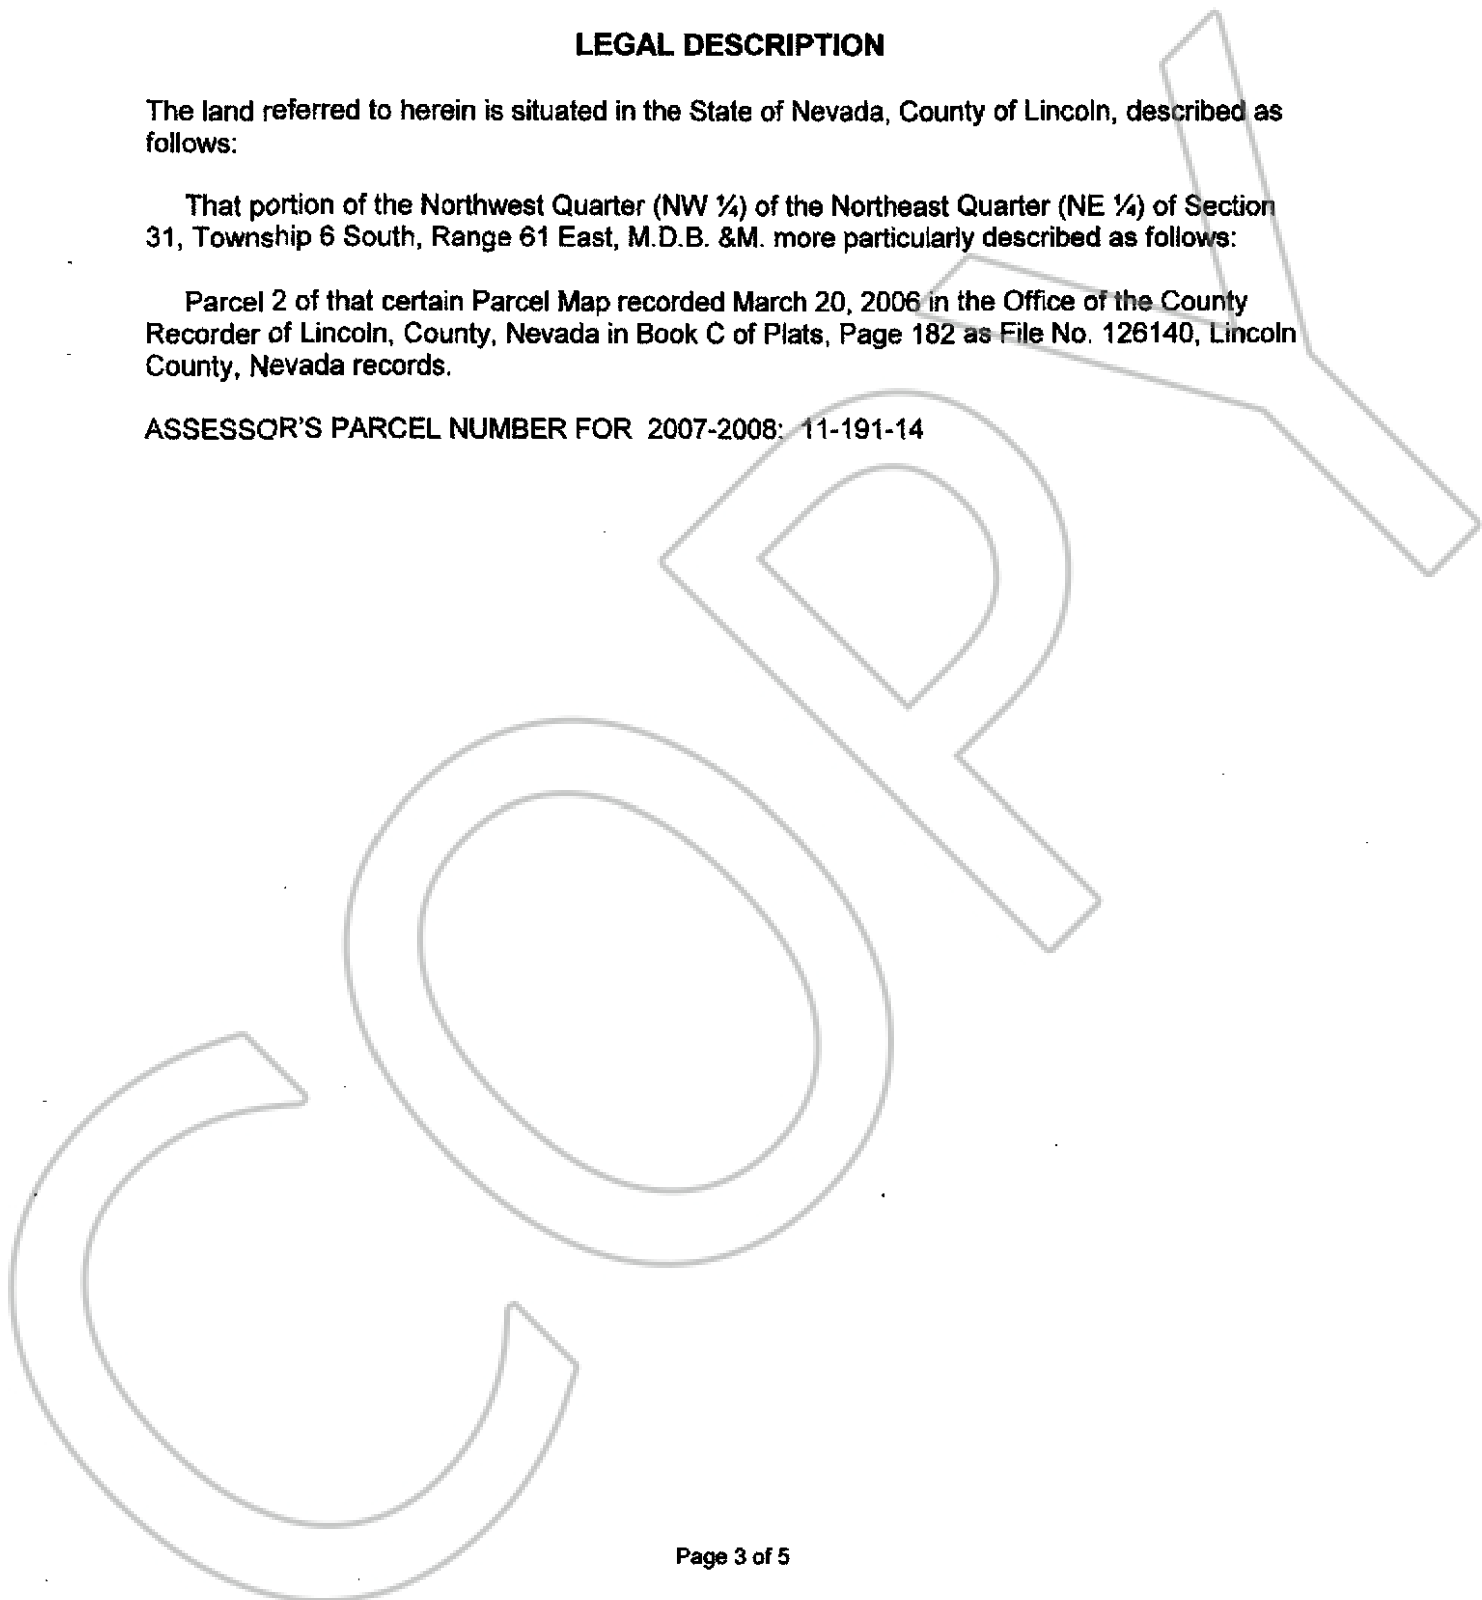 LEGAL DESCRIPTION
The land referred to herein is situated in the State of Nevada, County of Lincoln, described as
follows:
That portion of the Northwest Quarter (NW ¼) of the Northeast Quarter (NE ¼) of Section
31, Township 6 South, Range 61 East, M.D.B. &M. more particularly described as follows:
Parcel 2 of that certain Parcel Map recorded March 20, 2006 in the Office of the County
Recorder of Lincoln, County, Nevada in Book C of Plats, Page 182 as File No. 126140, Lincoln
County, Nevada records.
ASSESSOR'S PARCEL NUMBER FOR 2007-2008: 11-191-14
COPY
Page 3 of 5